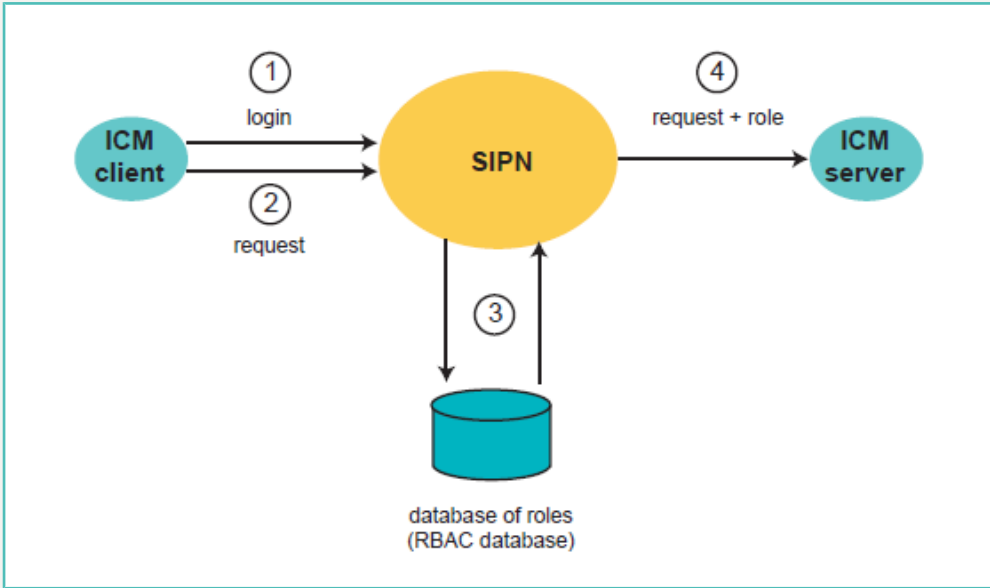 1
login
ICM
client
2
request
SIPN
3
4
request + role
ICM
server
database of roles
(RBAC database)